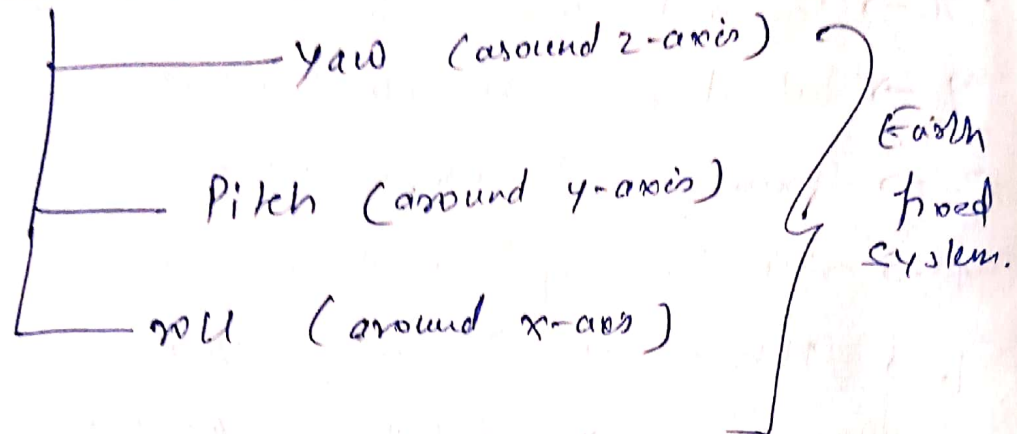 Yaw (around z-axis)
Pitch (around y-axis)
roll (around x-axis)
Earth
fixed
system.